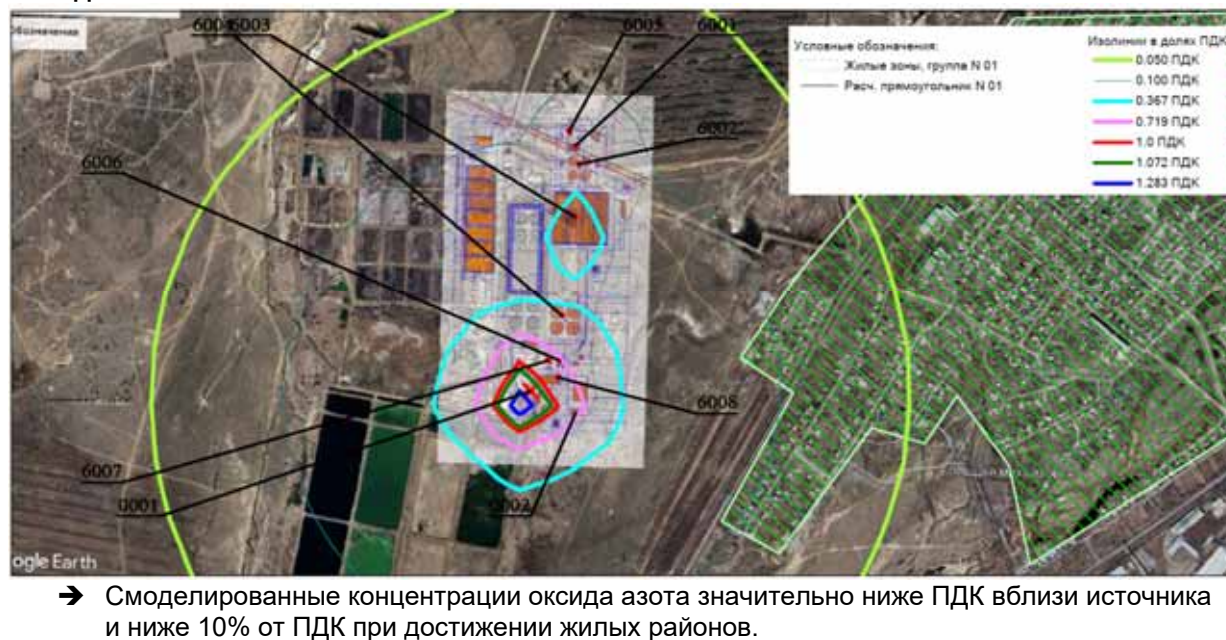 6003
6005
6001
Условные обозначения:
Жилые зоны, группа N 01
Расч. прямоугольник N 01
Изолинии в долях ПДК
0.050 ПДК
0.100 ПДК
0.367 ПДК
0.719 ПДК
1.0 ПДК
1.072 ПДК
1.283 ПДК
6002
6006
6008
6007
0001
0002
ogle Earth
➔ Смоделированные концентрации оксида азота значительно ниже ПДК вблизи источника
и ниже 10% от ПДК при достижении жилых районов.